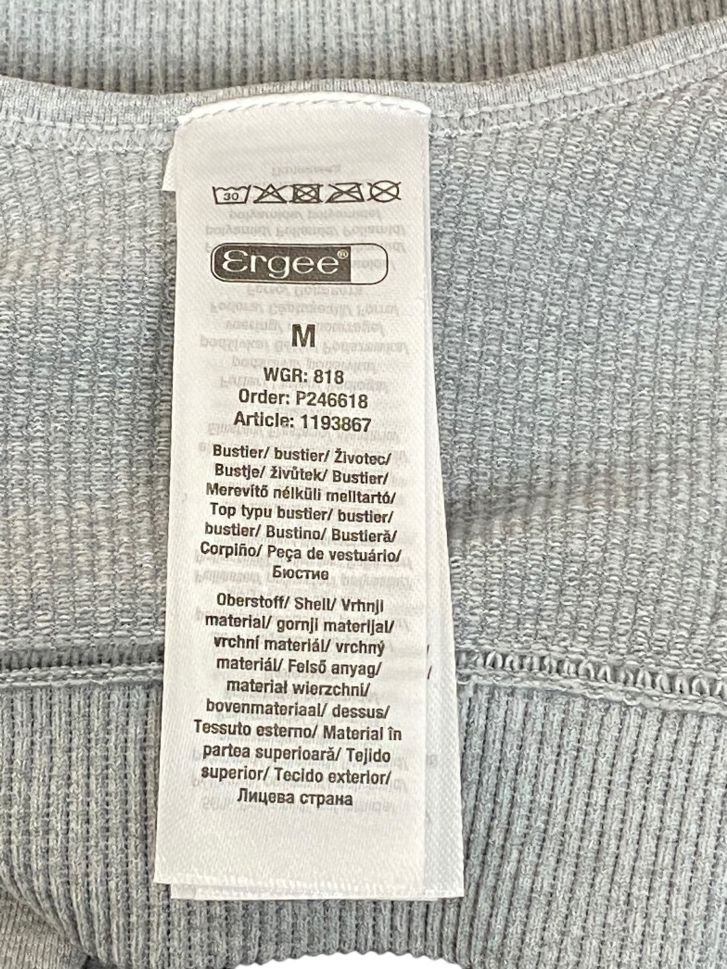 30
Ergee®
M
WGR: 818
Order: P246618
Article: 1193867
Bustier/ bustier/ Životec/
Bustje/ živůtek/ Bustier/
Merevítő nélküli melltartó/
Top typu bustier/ bustier/
bustier/ Bustino/ Bustieră/
Corpiño/ Peça de vestuário/
Бюстие
Oberstoff/ Shell/ Vrhnji
material/ gornji materijal/
vrchní materiál/ vrchný
materiál/ Felső anyag/
materiał wierzchni/
bovenmateriaal/ dessus/
Tessuto esterno/ Material în
partea superioară/ Tejido
superior/ Tecido exterior/
Лицева страна